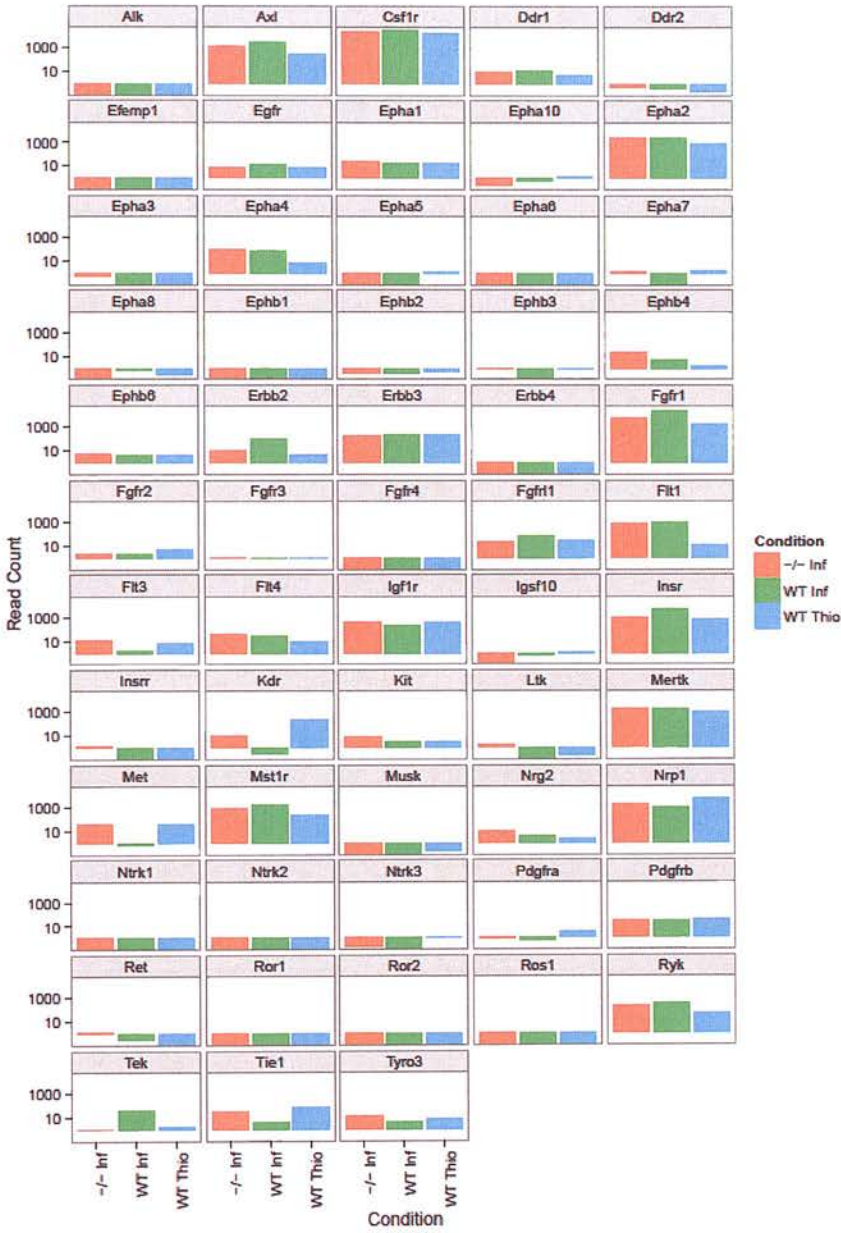 Alk Axl Csf1r Ddr1 Ddr2
1000
10
Efemp1 Egfr Epha1 Epha10 Epha2
1000
10
Epha3 Epha4 Epha5 Epha6 Epha7
1000
10
Epha8 Ephb1 Ephb2 Ephb3 Ephb4
1000
10
Ephb6 Erbb2 Erbb3 Erbb4 Fgfr1
1000
10
Fgfr2 Fgfr3 Fgfr4 Fgfrl1 Flt1
1000
10
Flt3 Flt4 Igf1r Igsf10 Insr
1000
10
Insrr Kdr Kit Ltk Mertk
1000
10
Met Mst1r Musk Nrg2 Nrp1
1000
10
Ntrk1 Ntrk2 Ntrk3 Pdgfra Pdgfrb
1000
10
Ret Ror1 Ror2 Ros1 Ryk
1000
10
Tek Tie1 Tyro3
1000
10
Read Count
−/− Inf WT Inf WT Thio −/− Inf WT Inf WT Thio −/− Inf WT Inf WT Thio
Condition
Condition
−/− Inf
WT Inf
WT Thio